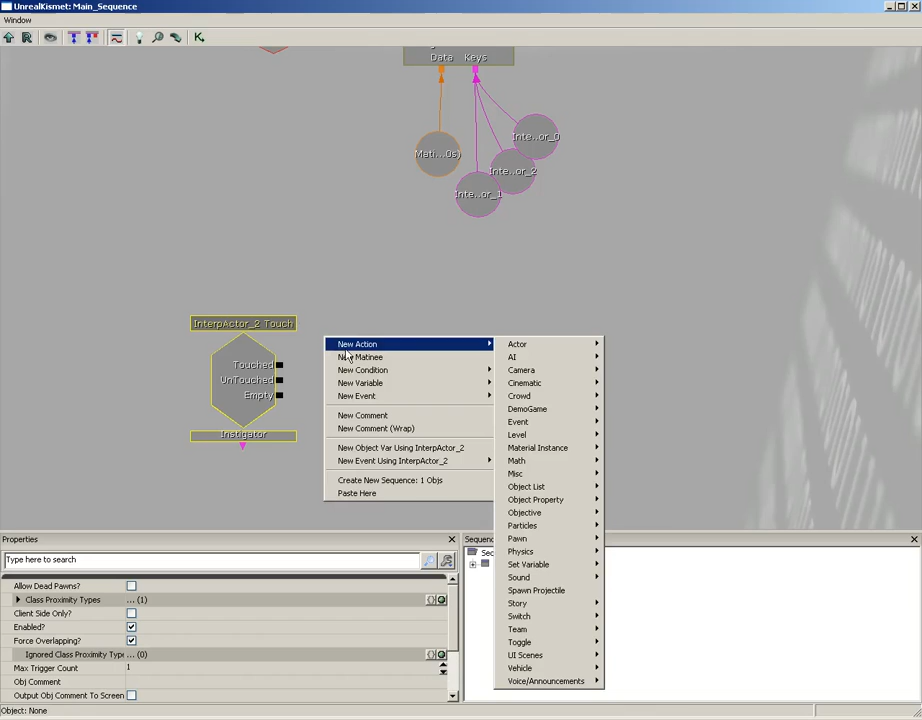 UnrealKismet: Main_Sequence
Window
Data Keys
Mati...0s)
Inte..or_0
Inte..or_2
Inte..or_1
InterpActor_2 Touch
Touched
UnTouched
Empty
Instigator
New Action
New Matinee
New Condition
New Variable
New Event
New Comment
New Comment (Wrap)
New Object Var Using InterpActor_2
New Event Using InterpActor_2
Create New Sequence: 1 Objs
Paste Here
Actor
AI
Camera
Cinematic
Crowd
DemoGame
Event
Level
Material Instance
Math
Misc
Object List
Object Property
Objective
Particles
Pawn
Physics
Set Variable
Sound
Spawn Projectile
Story
Switch
Team
Toggle
UI Scenes
Vehicle
Voice/Announcements
Properties
Type here to search
Allow Dead Pawns?
Class Proximity Types ... (1)
Client Side Only?
Enabled?
Force Overlapping?
Ignored Class Proximity Type ... (0)
Max Trigger Count 1
Obj Comment
Output Obj Comment To Screen
Object: None